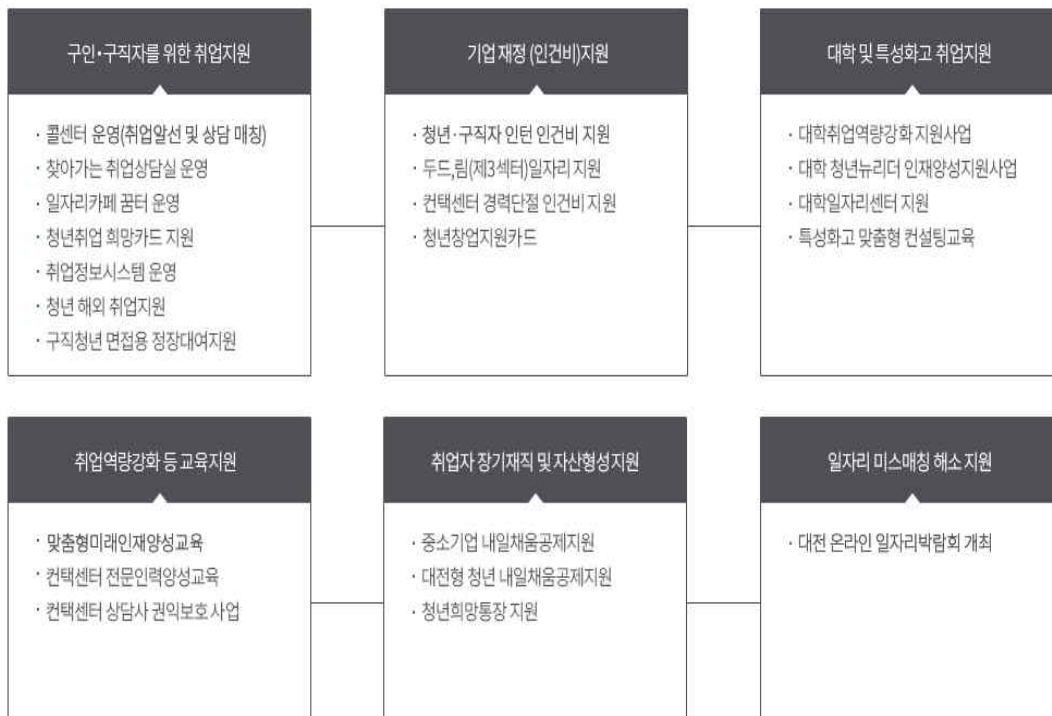 구인•구직자를 위한 취업지원
· 콜센터 운영(취업알선 및 상담 매칭)
· 찾아가는 취업상담실 운영
· 일자리카페 꿈터 운영
· 청년취업 희망카드 지원
· 취업정보시스템 운영
· 청년 해외 취업지원
· 구직청년 면접용 정장대여지원
기업 재정 (인건비)지원
· 청년·구직자 인턴 인건비 지원
· 두드,림(제3섹터)일자리 지원
· 컨택센터 경력단절 인건비 지원
· 청년창업지원카드
대학 및 특성화고 취업지원
· 대학취업역량강화 지원사업
· 대학 청년뉴리더 인재양성지원사업
· 대학일자리센터 지원
· 특성화고 맞춤형 컨설팅교육
취업역량강화 등 교육지원
· 맞춤형미래인재양성교육
· 컨택센터 전문인력양성교육
· 컨택센터 상담사 권익보호 사업
취업자 장기재직 및 자산형성지원
· 중소기업 내일채움공제지원
· 대전형 청년 내일채움공제지원
· 청년희망통장 지원
일자리 미스매칭 해소 지원
· 대전 온라인 일자리박람회 개최